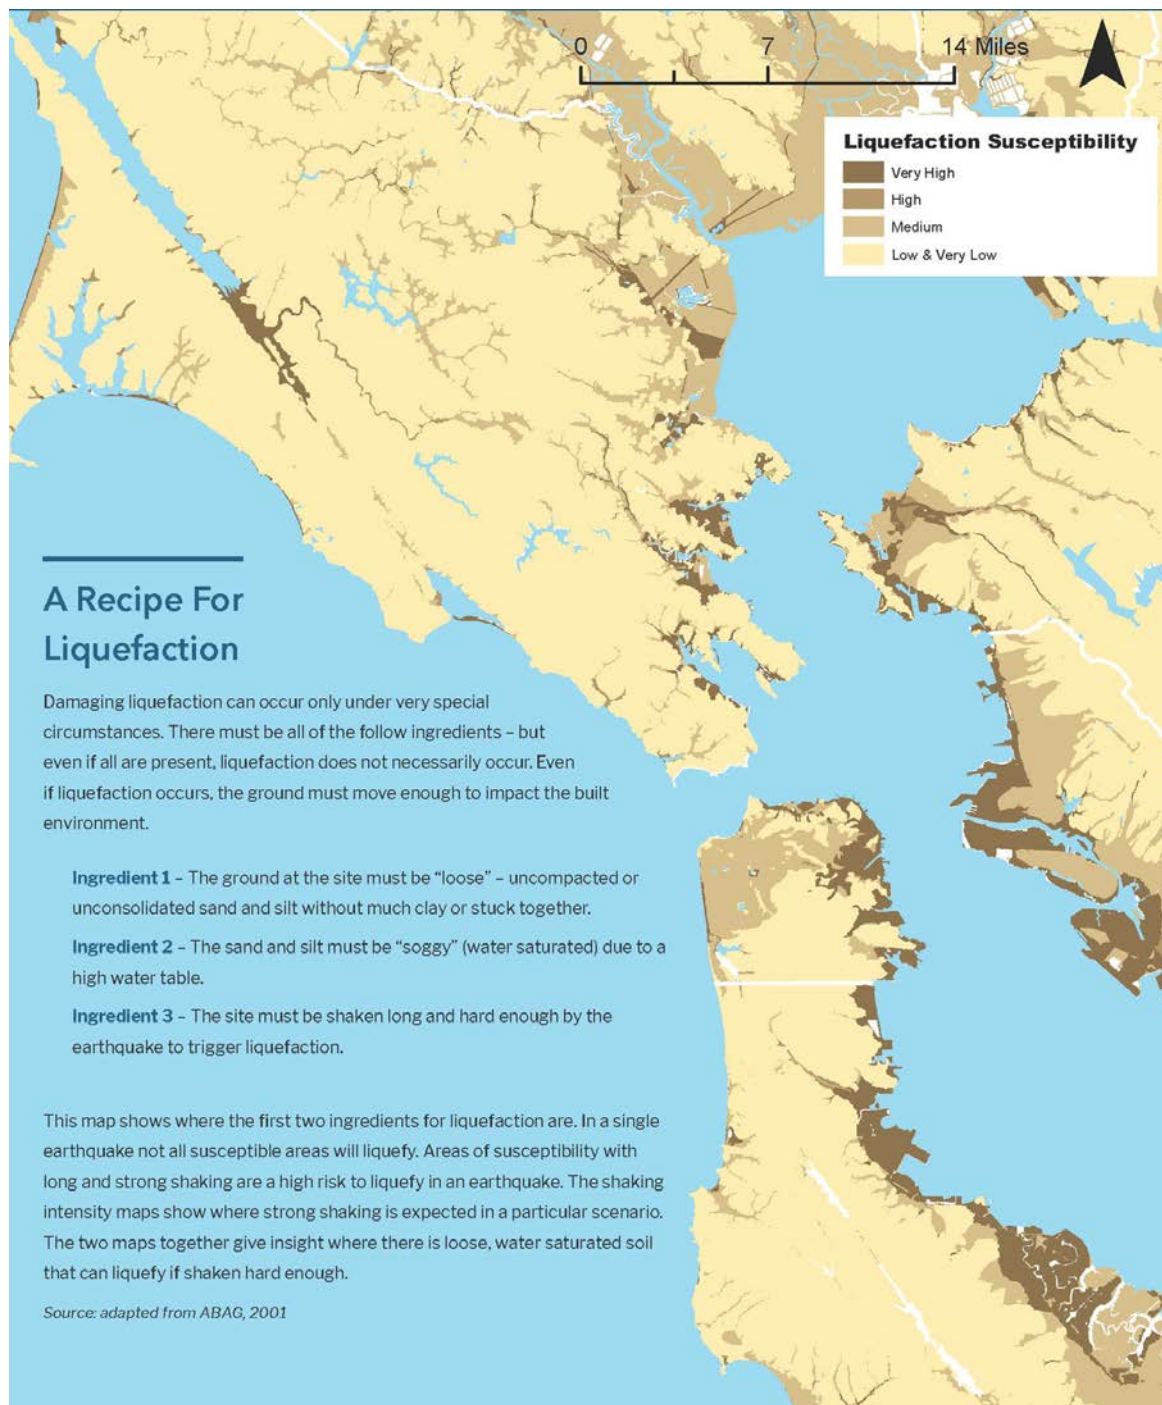 0 7 14 Miles
Liquefaction Susceptibility
Very High
High
Medium
Low & Very Low
A Recipe For
Liquefaction
Damaging liquefaction can occur only under very special
circumstances. There must be all of the follow ingredients – but
even if all are present, liquefaction does not necessarily occur. Even
if liquefaction occurs, the ground must move enough to impact the built
environment.
Ingredient 1 – The ground at the site must be “loose” – uncompacted or
unconsolidated sand and silt without much clay or stuck together.
Ingredient 2 – The sand and silt must be “soggy” (water saturated) due to a
high water table.
Ingredient 3 – The site must be shaken long and hard enough by the
earthquake to trigger liquefaction.
This map shows where the first two ingredients for liquefaction are. In a single
earthquake not all susceptible areas will liquefy. Areas of susceptibility with
long and strong shaking are a high risk to liquefy in an earthquake. The shaking
intensity maps show where strong shaking is expected in a particular scenario.
The two maps together give insight where there is loose, water saturated soil
that can liquefy if shaken hard enough.
Source: adapted from ABAG, 2001